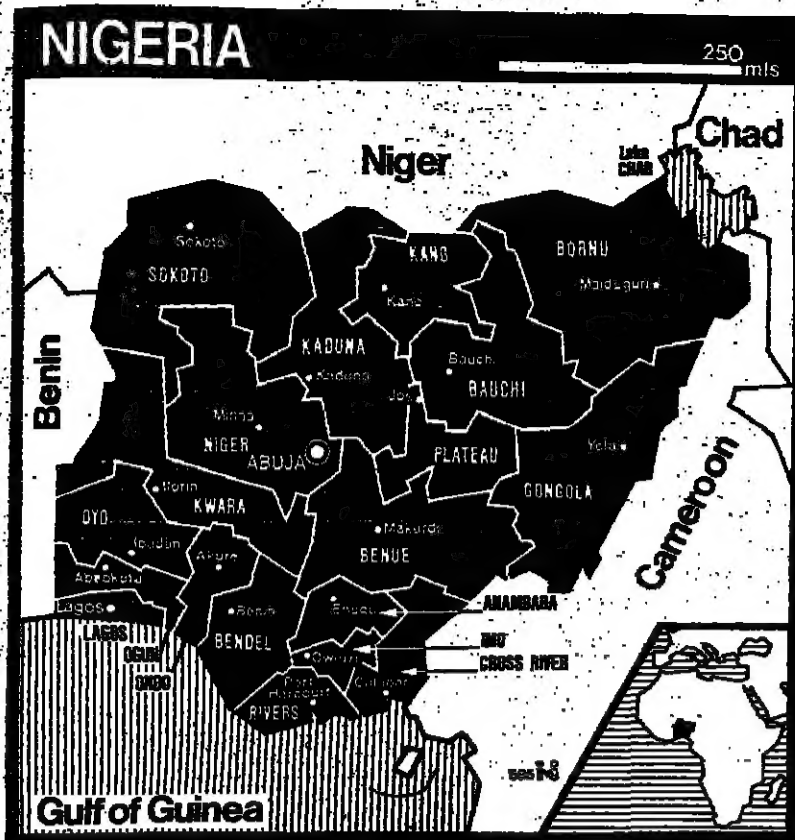 NIGERIA
250
mls
Chad
Lake
CHAD
Niger
Sokoto
SOKOTO
KANO
Kano
BORNU
Maiduguri
Benin
KADUNA
Kaduna
Bauchi
BAUCHI
Jos
Minna
NIGER
ABUJA
PLATEAU
Yola
GONGOLA
Ilorin
KWARA
OYO
Ibadan
Akure
Makurdi
BENUE
Cameroon
Abeokuta
Lagos
LAGOS
OGUN
Benin
BENDEL
Enugu
ANAMBARA
IMO
CROSS RIVER
Owerri
Port
Harcourt
Calabar
RIVERS
Gulf of Guinea